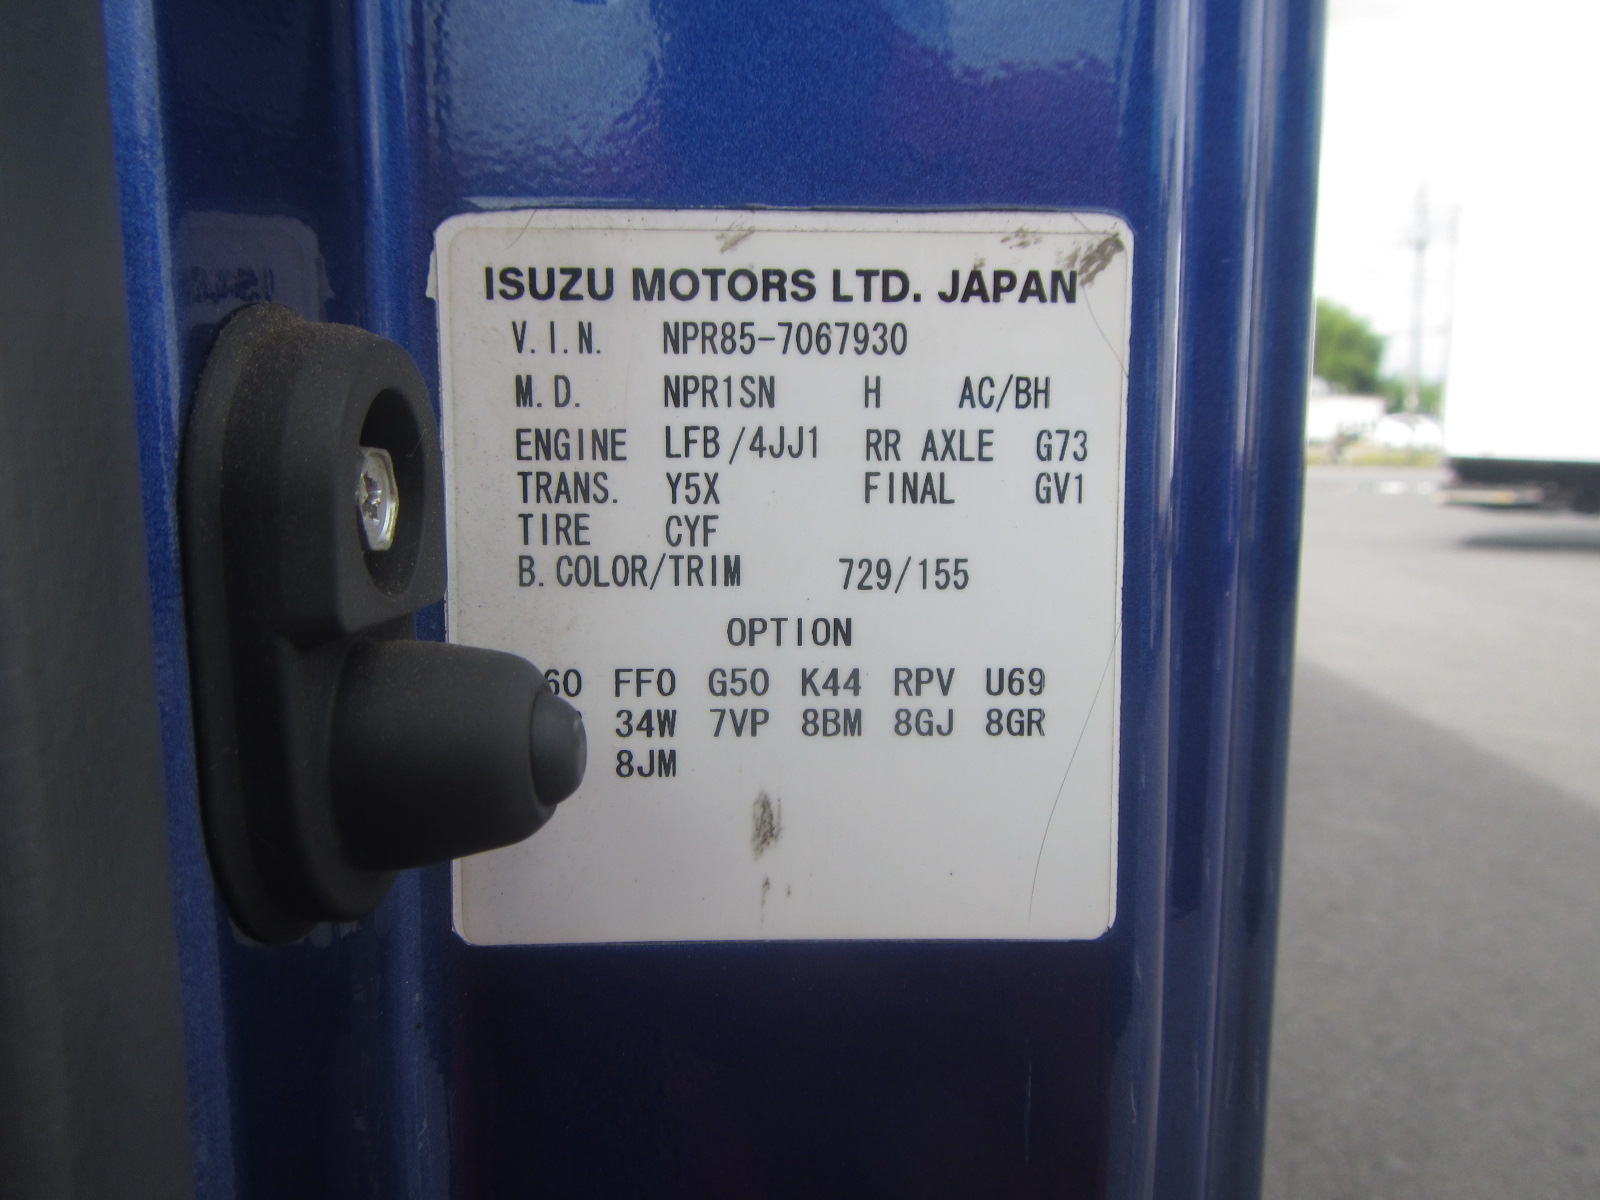 ISUZU MOTORS LTD. JAPAN
V.I.N. NPR85-7067930
M.D. NPR1SN H AC/BH
ENGINE LFB/4JJ1 RR AXLE G73
TRANS. Y5X FINAL GV1
TIRE CYF
B.COLOR/TRIM 729/155
OPTION
FF0 G50 K44 RPV U69
34W 7VP 8BM 8GJ 8GR
8JM